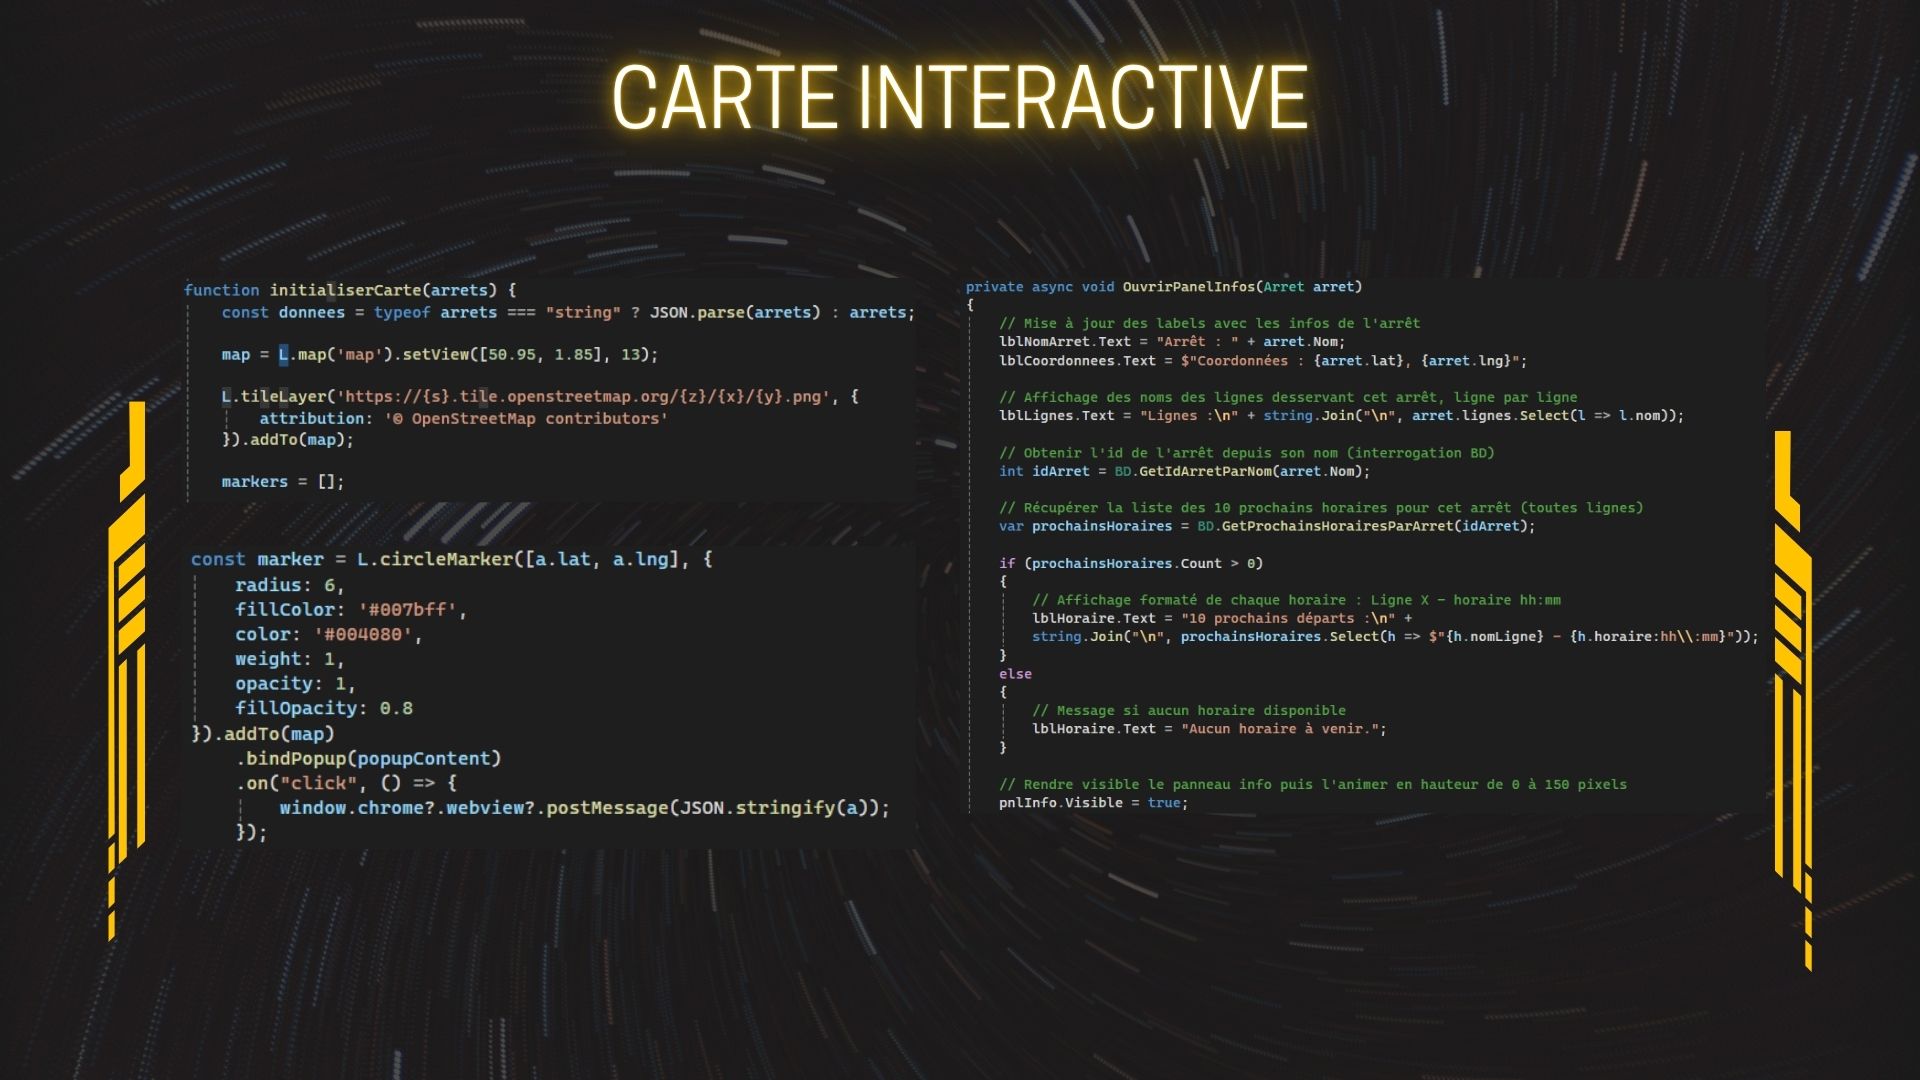 CARTE INTERACTIVE
function initialiserCarte(arrets) {
    const donnees = typeof arrets === "string" ? JSON.parse(arrets) : arrets;
    map = L.map('map').setView([50.95, 1.85], 13);
    L.tileLayer('https://{s}.tile.openstreetmap.org/{z}/{x}/{y}.png', {
        attribution: '© OpenStreetMap contributors'
    }).addTo(map);
    markers = [];
const marker = L.circleMarker([a.lat, a.lng], {
    radius: 6,
    fillColor: '#007bff',
    color: '#004080',
    weight: 1,
    opacity: 1,
    fillOpacity: 0.8
}).addTo(map)
    .bindPopup(popupContent)
    .on("click", () => {
        window.chrome?.webview?.postMessage(JSON.stringify(a));
    });
private async void OuvrirPanelInfos(Arret arret)
{
    // Mise à jour des labels avec les infos de l'arrêt
    lblNomArret.Text = "Arrêt : " + arret.Nom;
    lblCoordonnees.Text = $"Coordonnées : {arret.lat}, {arret.lng}";
    // Affichage des noms des lignes desservant cet arrêt, ligne par ligne
    lblLignes.Text = "Lignes :\n" + string.Join("\n", arret.lignes.Select(l => l.nom));
    // Obtenir l'id de l'arrêt depuis son nom (interrogation BD)
    int idArret = BD.GetIdArretParNom(arret.Nom);
    // Récupérer la liste des 10 prochains horaires pour cet arrêt (toutes lignes)
    var prochainsHoraires = BD.GetProchainsHorairesParArret(idArret);
    if (prochainsHoraires.Count > 0)
    {
        // Affichage formaté de chaque horaire : Ligne X – horaire hh:mm
        lblHoraire.Text = "10 prochains départs :\n" +
        string.Join("\n", prochainsHoraires.Select(h => $"{h.nomLigne} – {h.horaire:hh\\:mm}"));
    }
    else
    {
        // Message si aucun horaire disponible
        lblHoraire.Text = "Aucun horaire à venir.";
    }
    // Rendre visible le panneau info puis l'animer en hauteur de 0 à 150 pixels
    pnlInfo.Visible = true;